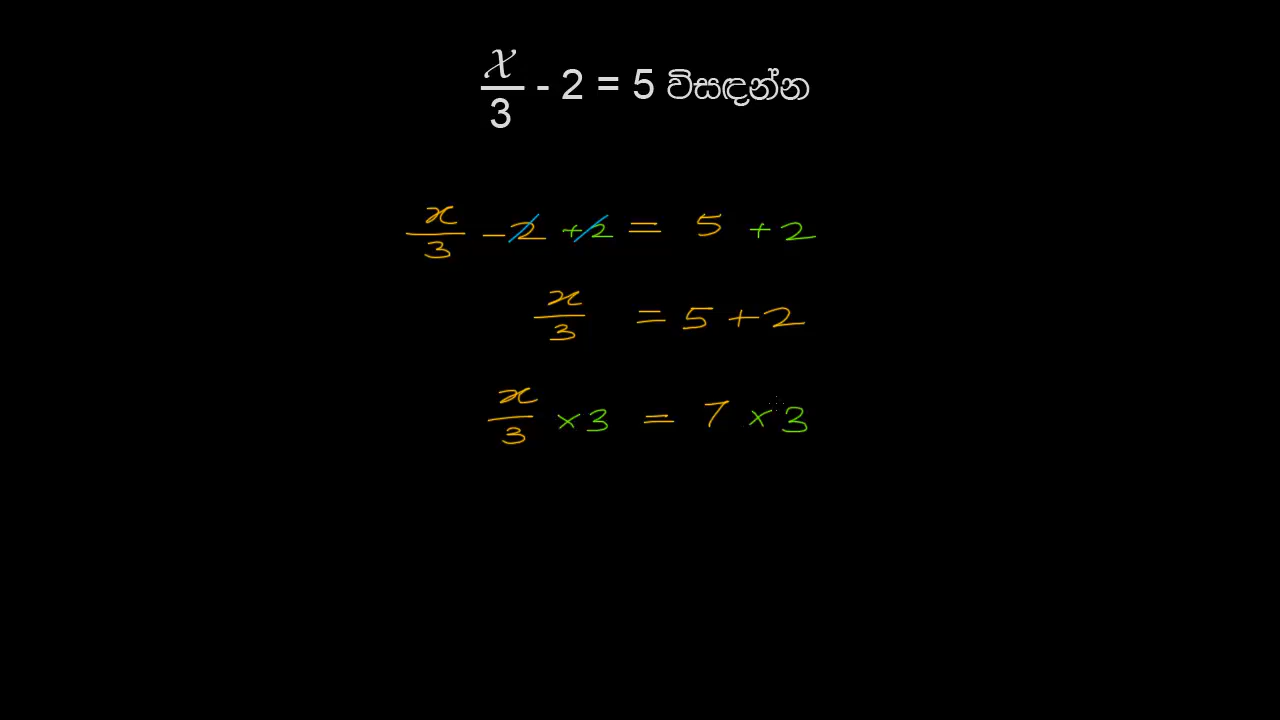 x/3 - 2 = 5 විසඳන්න
x/3 - 2 + 2 = 5 + 2
x/3 = 5 + 2
x/3 × 3 = 7 × 3